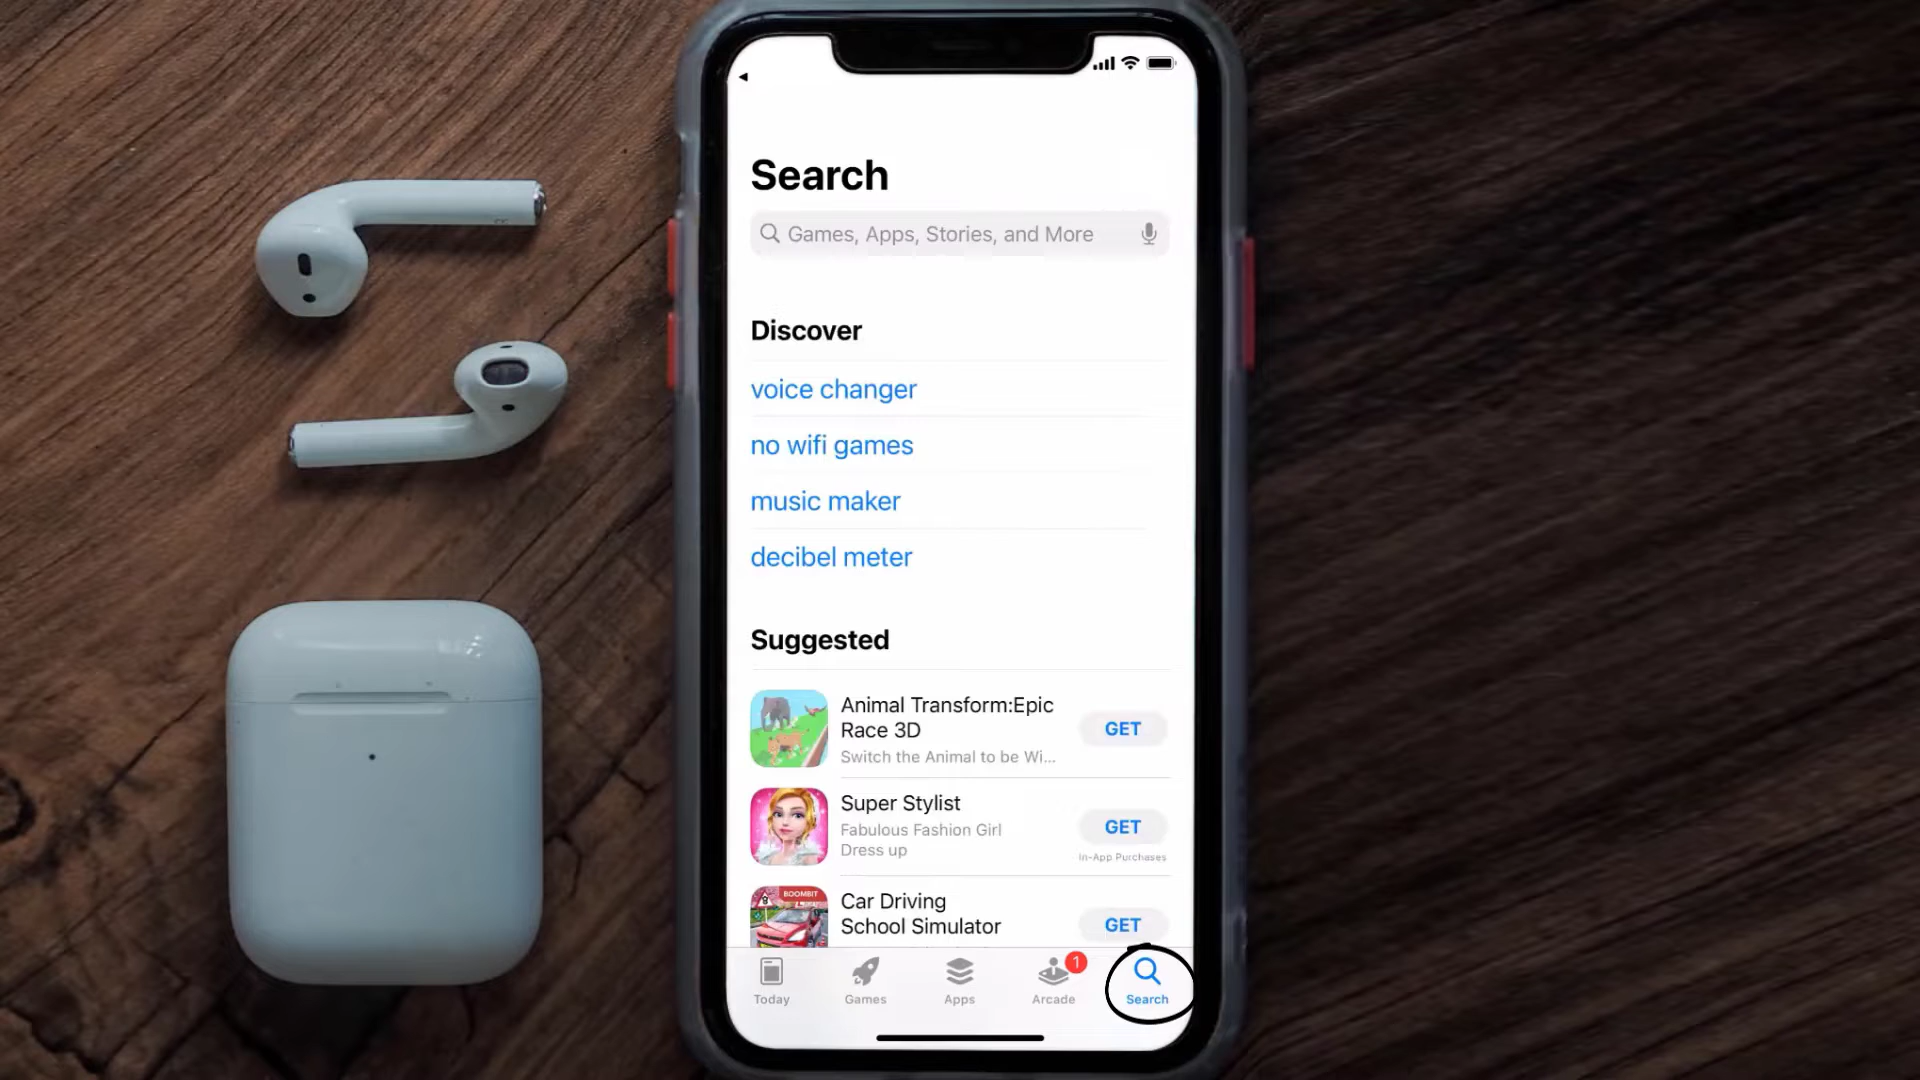 Search
Games, Apps, Stories, and More
Discover
voice changer
no wifi games
music maker
decibel meter
Suggested
Animal Transform:Epic
Race 3D
Switch the Animal to be Wi...
GET
Super Stylist
Fabulous Fashion Girl
Dress up
GET
In-App Purchases
BOOMBIT
Car Driving
School Simulator
GET
1
Today
Games
Apps
Arcade
Search